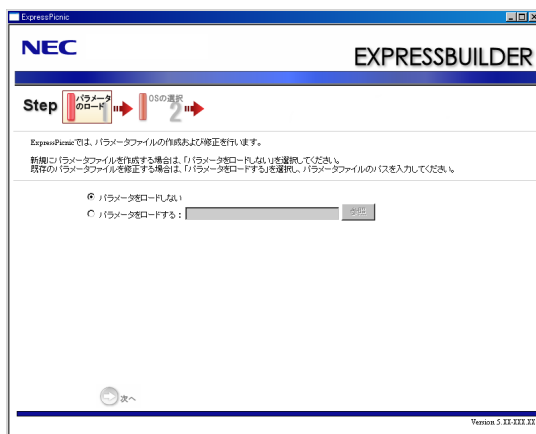 ExpressPicnic
NEC
EXPRESSBUILDER
Step パラメータのロード 1 OSの選択 2
ExpressPicnicでは、パラメータファイルの作成および修正を行います。
新規にパラメータファイルを作成する場合は、「パラメータをロードしない」を選択してください。
既存のパラメータファイルを修正する場合は、「パラメータをロードする」を選択し、パラメータファイルのパスを入力してください。
パラメータをロードしない
パラメータをロードする：
参照
次へ
Version 5.XX-XXX.XX